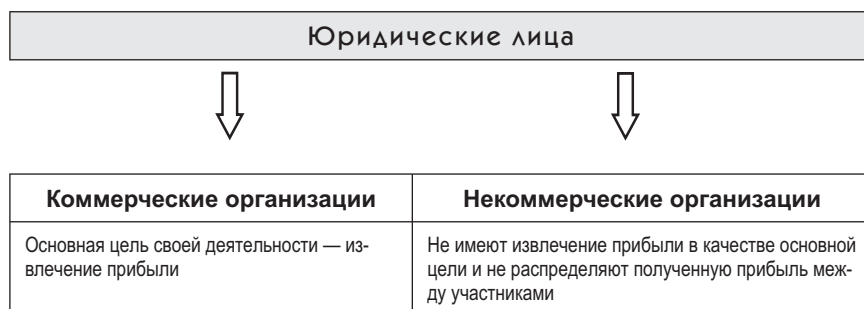 Юридические лица
Коммерческие организации
Некоммерческие организации
Основная цель своей деятельности — из-
влечение прибыли
Не имеют извлечение прибыли в качестве основной
цели и не распределяют полученную прибыль меж-
ду участниками